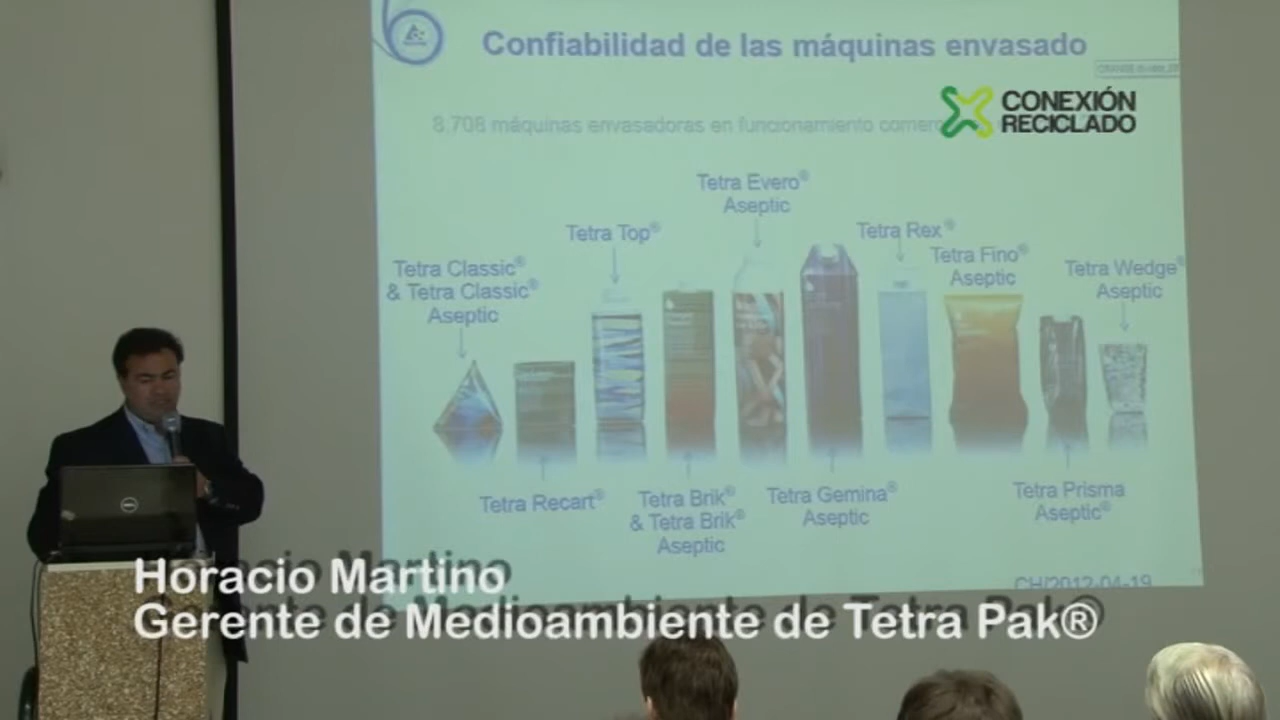 Confiabilidad de las máquinas envasado
CONEXIÓN
RECICLADO
8.708 máquinas envasadoras en funcionamiento
Tetra Evero®
Aseptic
Tetra Top®
Tetra Rex®
Tetra Fino®
Aseptic
Tetra Classic®
& Tetra Classic®
Aseptic
Tetra Wedge®
Aseptic
Tetra Recart®
Tetra Brik®
& Tetra Brik®
Aseptic
Tetra Gemina®
Aseptic
Tetra Prisma
Aseptic®
DELL
CH/2012-04-19
Horacio Martino
Gerente de Medioambiente de Tetra Pak®